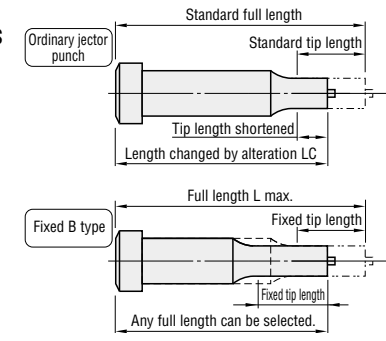 s
Standard full length
Ordinary jector
punch
Standard tip length
Tip length shortened
Length changed by alteration LC
Full length L max.
Fixed B type
Fixed tip length
Fixed tip length
Any full length can be selected.